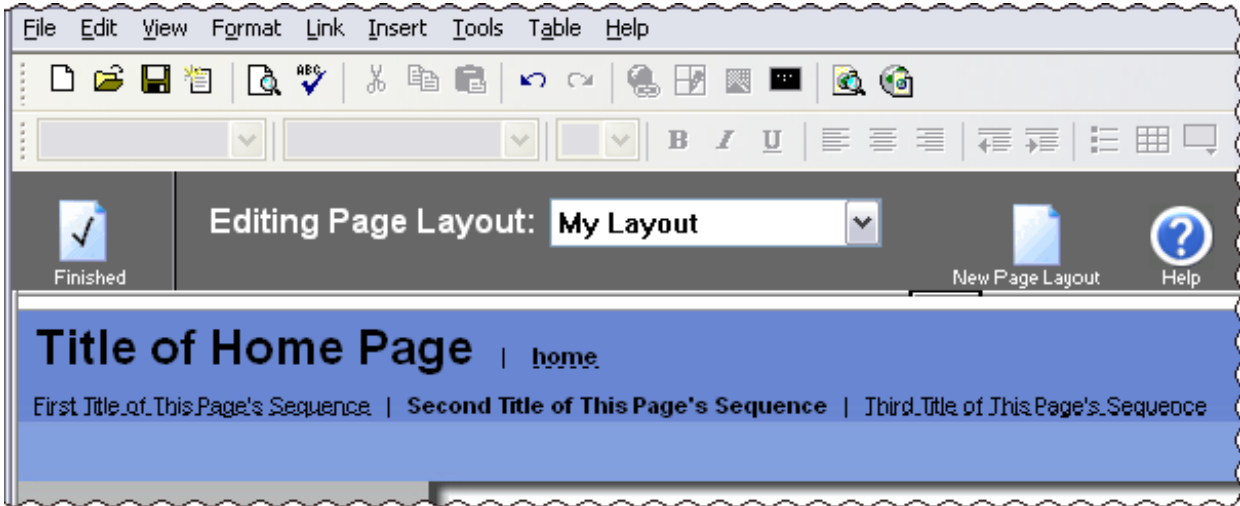 File Edit View Format Link Insert Tools Table Help
ABC
B I U
Editing Page Layout: My Layout
Finished New Page Layout Help
Title of Home Page | home
First Title of This Page's Sequence | Second Title of This Page's Sequence | Third Title of This Page's Sequence